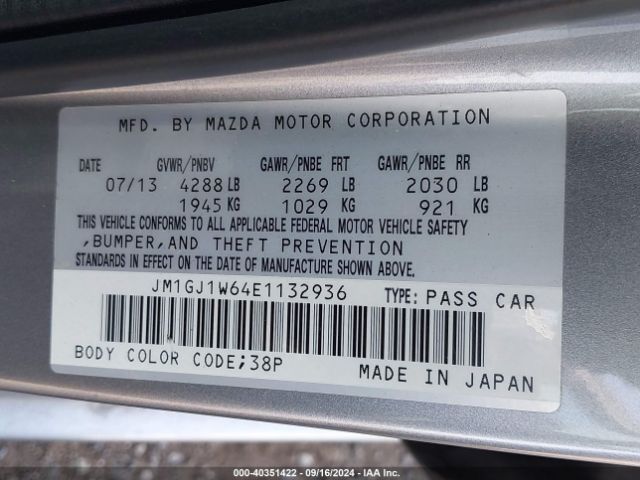 MFD. BY MAZDA MOTOR CORPORATION
DATE GVWR/PNBV GAWR/PNBE FRT GAWR/PNBE RR
07/13 4288 LB 2269 LB 2030 LB
1945 KG 1029 KG 921 KG
THIS VEHICLE CONFORMS TO ALL APPLICABLE FEDERAL MOTOR VEHICLE SAFETY
,BUMPER,AND THEFT PREVENTION
STANDARDS IN EFFECT ON THE DATE OF MANUFACTURE SHOWN ABOVE.
JM1GJ1W64E1132936 TYPE: PASS CAR
BODY COLOR CODE;38P MADE IN JAPAN
000-40351422 - 09/16/2024 - IAA Inc.